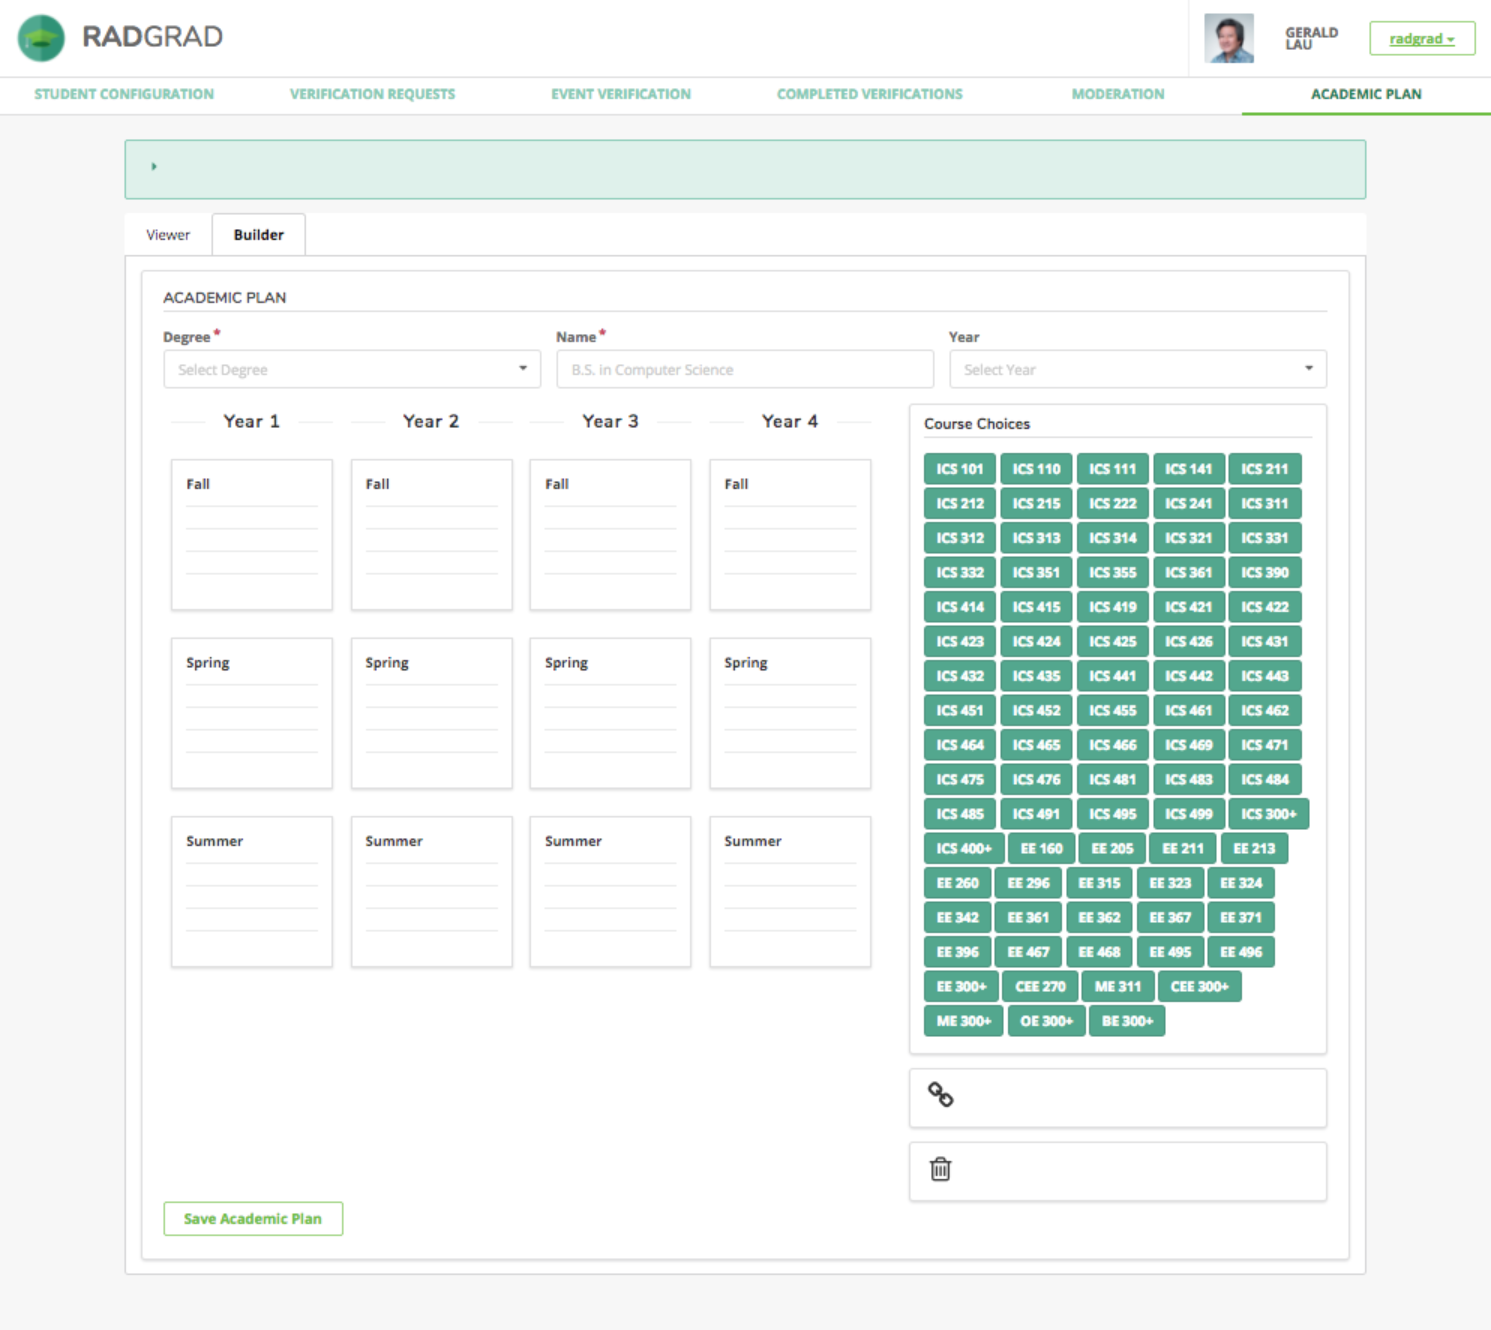 RADGRAD
GERALD
LAU
radgrad
STUDENT CONFIGURATION
VERIFICATION REQUESTS
EVENT VERIFICATION
COMPLETED VERIFICATIONS
MODERATION
ACADEMIC PLAN
Viewer
Builder
ACADEMIC PLAN
Degree*
Name*
Year
Select Degree
B.S. in Computer Science
Select Year
Year 1
Year 2
Year 3
Year 4
Fall
Fall
Fall
Fall
Spring
Spring
Spring
Spring
Summer
Summer
Summer
Summer
Course Choices
ICS 101 ICS 110 ICS 111 ICS 141 ICS 211
ICS 212 ICS 215 ICS 222 ICS 241 ICS 311
ICS 312 ICS 313 ICS 314 ICS 321 ICS 331
ICS 332 ICS 351 ICS 355 ICS 361 ICS 390
ICS 414 ICS 415 ICS 419 ICS 421 ICS 422
ICS 423 ICS 424 ICS 425 ICS 426 ICS 431
ICS 432 ICS 435 ICS 441 ICS 442 ICS 443
ICS 451 ICS 452 ICS 455 ICS 461 ICS 462
ICS 464 ICS 465 ICS 466 ICS 469 ICS 471
ICS 475 ICS 476 ICS 481 ICS 483 ICS 484
ICS 485 ICS 491 ICS 495 ICS 499 ICS 300+
ICS 400+ EE 160 EE 205 EE 211 EE 213
EE 260 EE 296 EE 315 EE 323 EE 324
EE 342 EE 361 EE 362 EE 367 EE 371
EE 396 EE 467 EE 468 EE 495 EE 496
EE 300+ CEE 270 ME 311 CEE 300+
ME 300+ OE 300+ BE 300+
Save Academic Plan